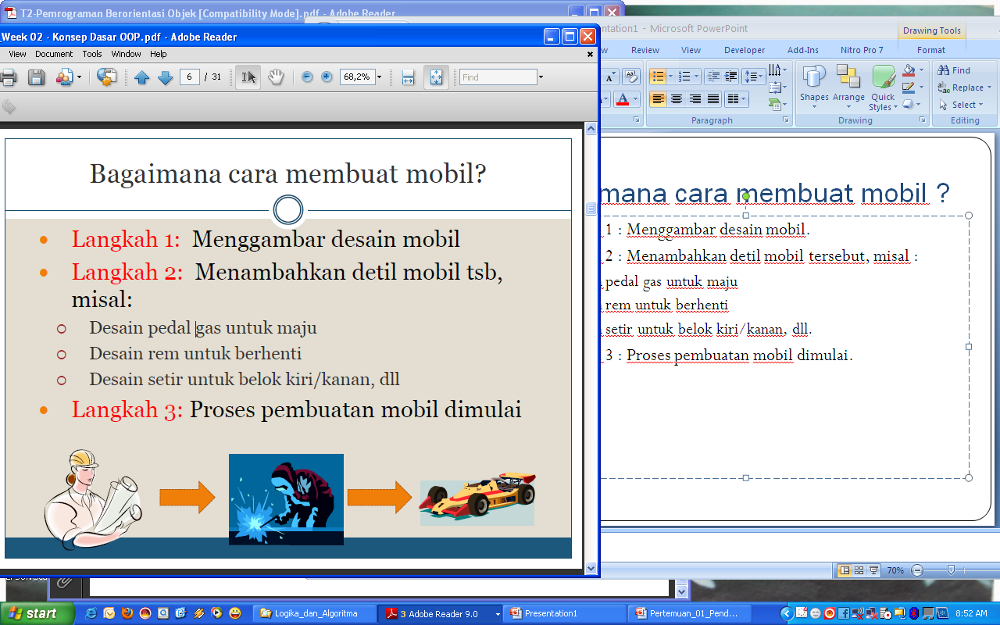 T2-Pemrograman Berorientasi Objek [Compatibility Mode].pdf - Adobe Reader
Week 02 - Konsep Dasar OOP.pdf - Adobe Reader
View Document Tools Window Help
6 / 31 68,2% Find
Bagaimana cara membuat mobil?
Langkah 1: Menggambar desain mobil
Langkah 2: Menambahkan detil mobil tsb,
misal:
Desain pedal gas untuk maju
Desain rem untuk berhenti
Desain setir untuk belok kiri/kanan, dll
Langkah 3: Proses pembuatan mobil dimulai
ntation1 - Microsoft PowerPoint
Drawing Tools
w Review View Developer Add-Ins Nitro Pro 7 Format
Shapes Arrange Quick Styles
Find
Replace
Select
Paragraph Drawing Editing
mana cara membuat mobil ?
1 : Menggambar desain mobil.
2 : Menambahkan detil mobil tersebut, misal :
pedal gas untuk maju
rem untuk berhenti
setir untuk belok kiri/kanan, dll.
3 : Proses pembuatan mobil dimulai.
70%
start Logika_dan_Algoritma 3 Adobe Reader 9.0 Presentation1 Pertemuan_01_Pend... 8:52 AM